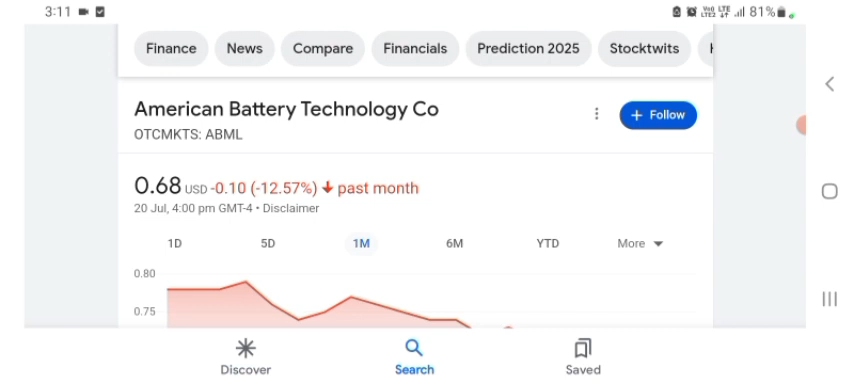 3:11 81%
Finance News Compare Financials Prediction 2025 Stocktwits
American Battery Technology Co
+ Follow
OTCMKTS: ABML
0.68 USD -0.10 (-12.57%) ↓ past month
20 Jul, 4:00 pm GMT-4 • Disclaimer
1D 5D 1M 6M YTD More
0.80
0.75
Discover Search Saved